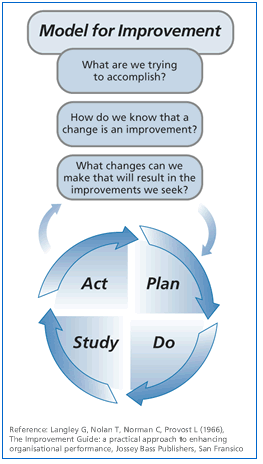 Model for Improvement
What are we trying
to accomplish?
How do we know that a
change is an improvement?
What changes can we
make that will result in the
improvements we seek?
Act
Plan
Study
Do
Reference: Langley G, Nolan T, Norman C, Provost L (1966),
The Improvement Guide: a practical approach to enhancing
organisational performance, Jossey Bass Publishers, San Fransico